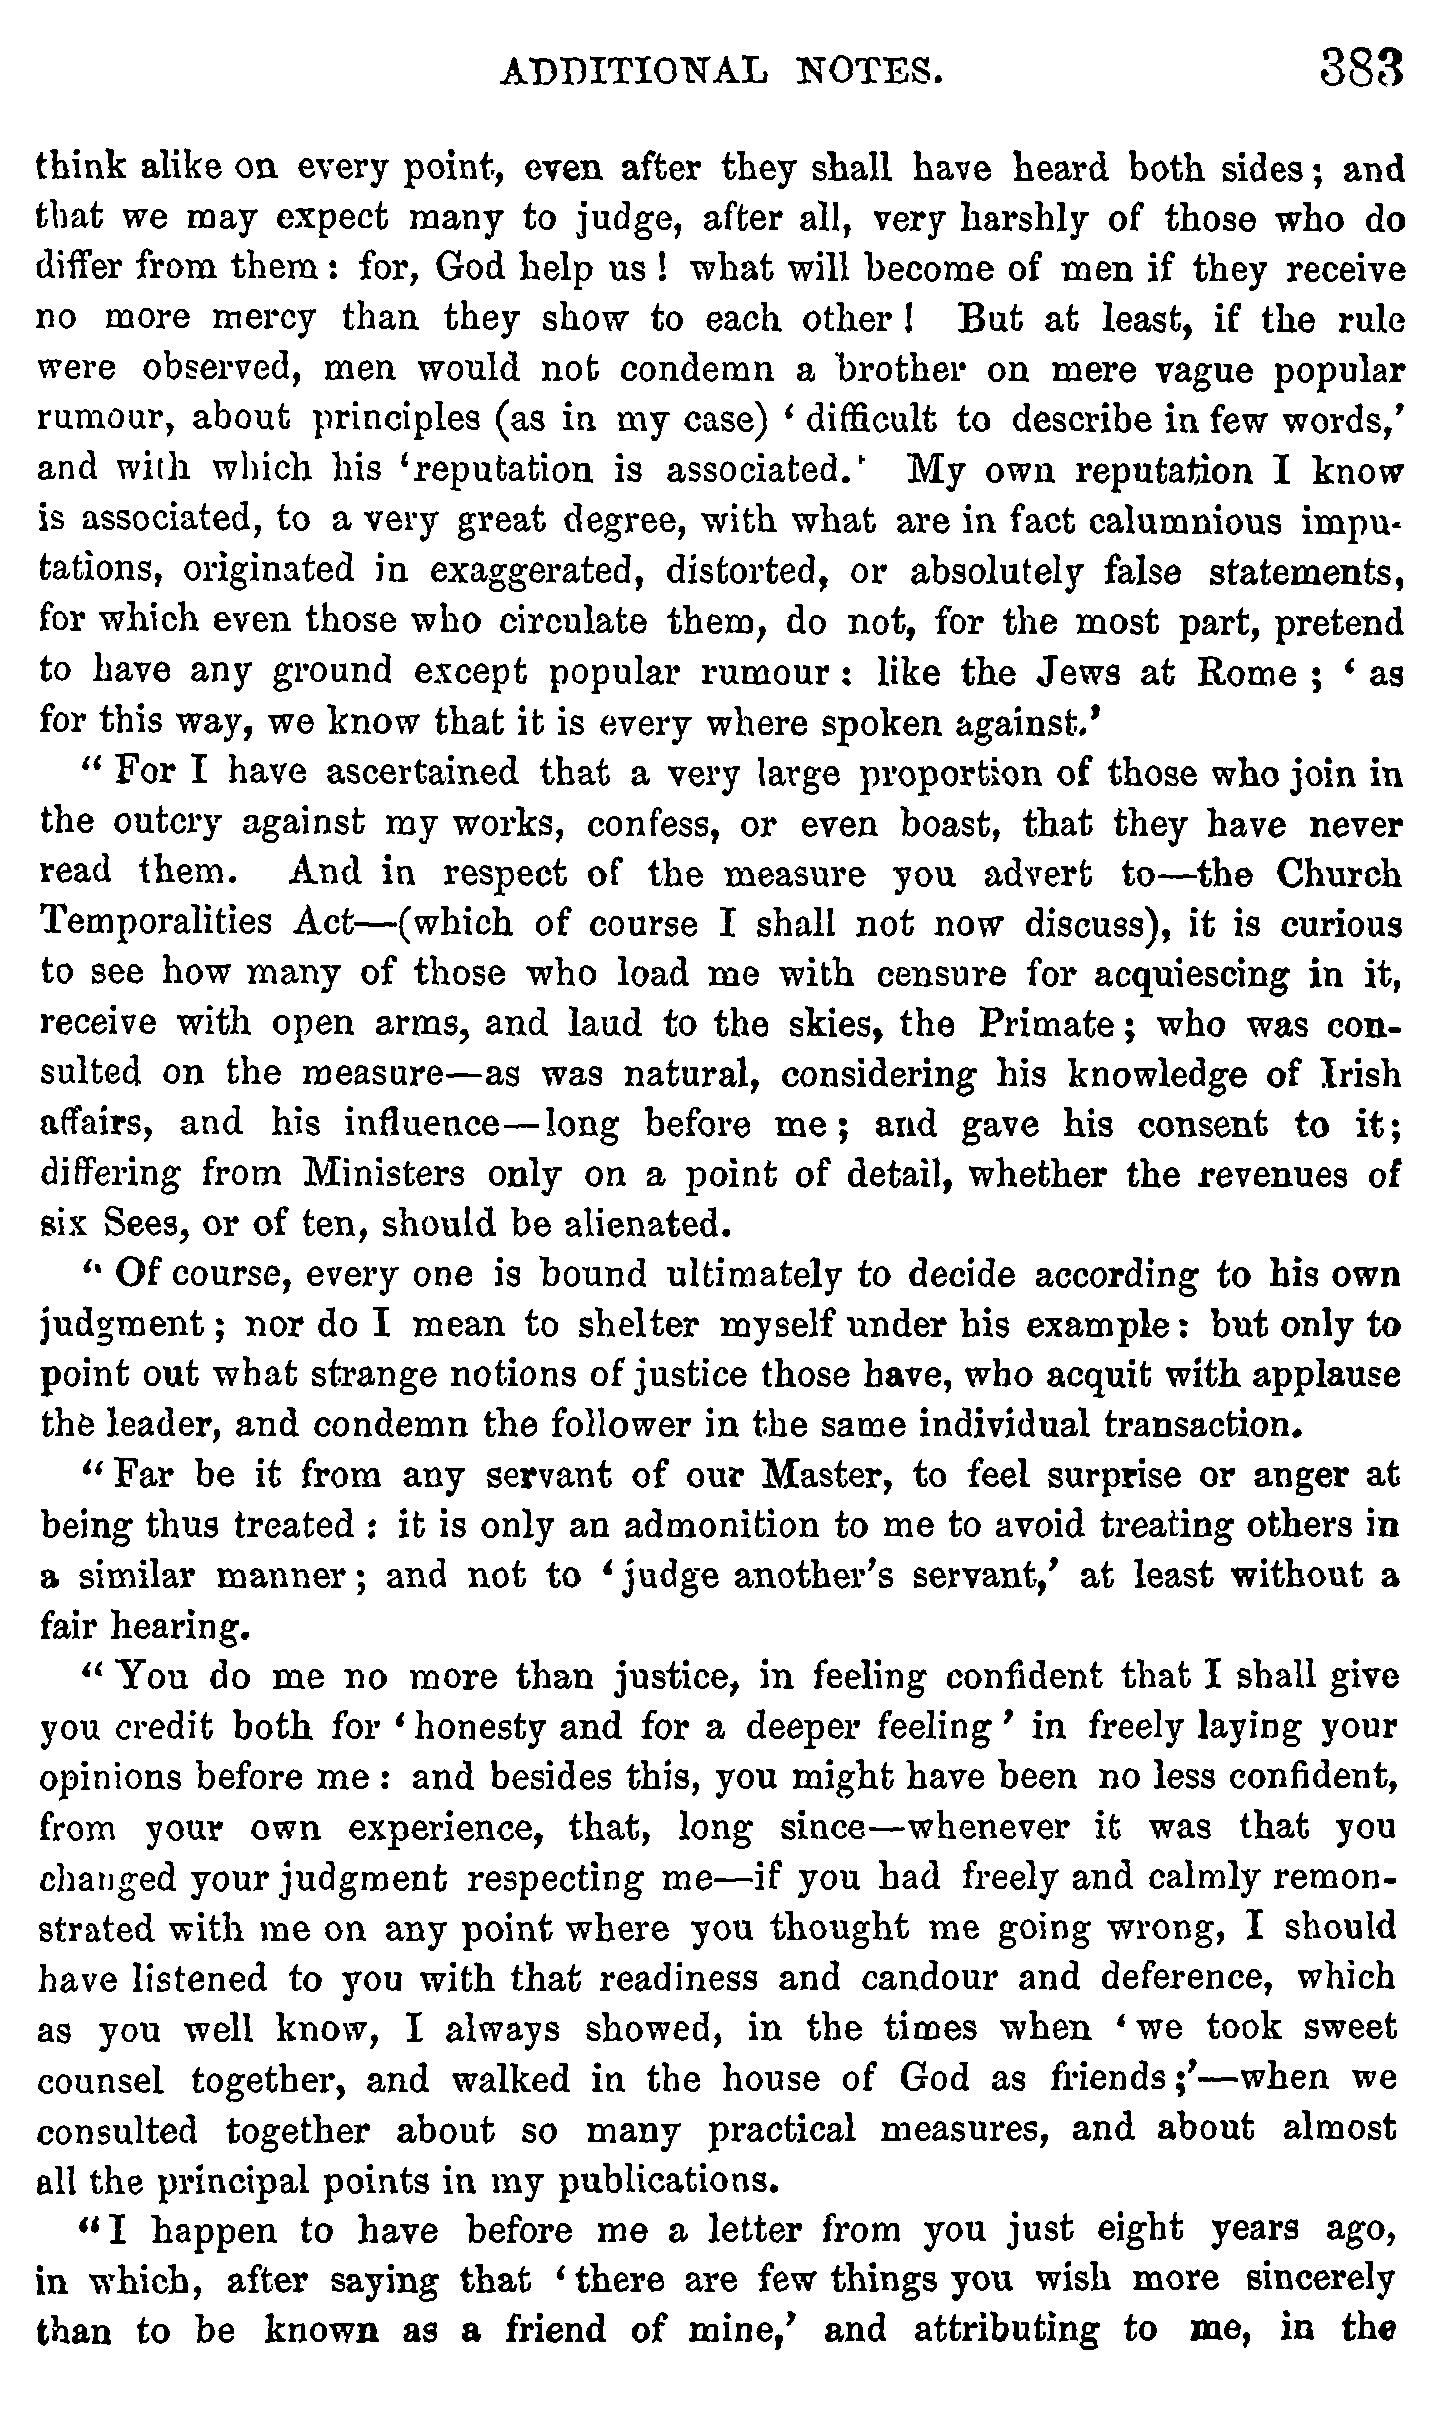 ADDITIONAL NOTES. 383
think alike on every point, even after they shall have heard both sides; and
that we may expect many to judge, after all, very harshly of those who do
differ from them: for, God help us! what will become of men if they receive
no more mercy than they show to each other! But at least, if the rule
were observed, men would not condemn a brother on mere vague popular
rumour, about principles (as in my case) ‘difficult to describe in few words,’
and with which his ‘reputation is associated.’ My own reputation I know
is associated, to a very great degree, with what are in fact calumnious impu-
tations, originated in exaggerated, distorted, or absolutely false statements,
for which even those who circulate them, do not, for the most part, pretend
to have any ground except popular rumour: like the Jews at Rome; ‘as
for this way, we know that it is every where spoken against.’
“For I have ascertained that a very large proportion of those who join in
the outcry against my works, confess, or even boast, that they have never
read them. And in respect of the measure you advert to—the Church
Temporalities Act—(which of course I shall not now discuss), it is curious
to see how many of those who load me with censure for acquiescing in it,
receive with open arms, and laud to the skies, the Primate; who was con-
sulted on the measure—as was natural, considering his knowledge of Irish
affairs, and his influence—long before me; and gave his consent to it;
differing from Ministers only on a point of detail, whether the revenues of
six Sees, or of ten, should be alienated.
“Of course, every one is bound ultimately to decide according to his own
judgment; nor do I mean to shelter myself under his example: but only to
point out what strange notions of justice those have, who acquit with applause
the leader, and condemn the follower in the same individual transaction.
“Far be it from any servant of our Master, to feel surprise or anger at
being thus treated: it is only an admonition to me to avoid treating others in
a similar manner; and not to ‘judge another’s servant,’ at least without a
fair hearing.
“You do me no more than justice, in feeling confident that I shall give
you credit both for ‘honesty and for a deeper feeling’ in freely laying your
opinions before me: and besides this, you might have been no less confident,
from your own experience, that, long since—whenever it was that you
changed your judgment respecting me—if you had freely and calmly remon-
strated with me on any point where you thought me going wrong, I should
have listened to you with that readiness and candour and deference, which
as you well know, I always showed, in the times when ‘we took sweet
counsel together, and walked in the house of God as friends;’—when we
consulted together about so many practical measures, and about almost
all the principal points in my publications.
“I happen to have before me a letter from you just eight years ago,
in which, after saying that ‘there are few things you wish more sincerely
than to be known as a friend of mine,’ and attributing to me, in the